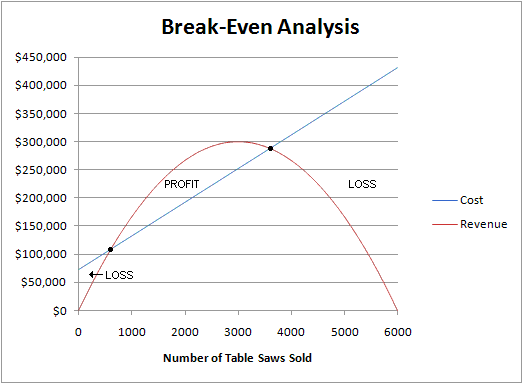 Break-Even Analysis
$450,000
$400,000
$350,000
$300,000
$250,000
$200,000
$150,000
$100,000
$50,000
$0
PROFIT
LOSS
LOSS
Cost
Revenue
0 1000 2000 3000 4000 5000 6000
Number of Table Saws Sold